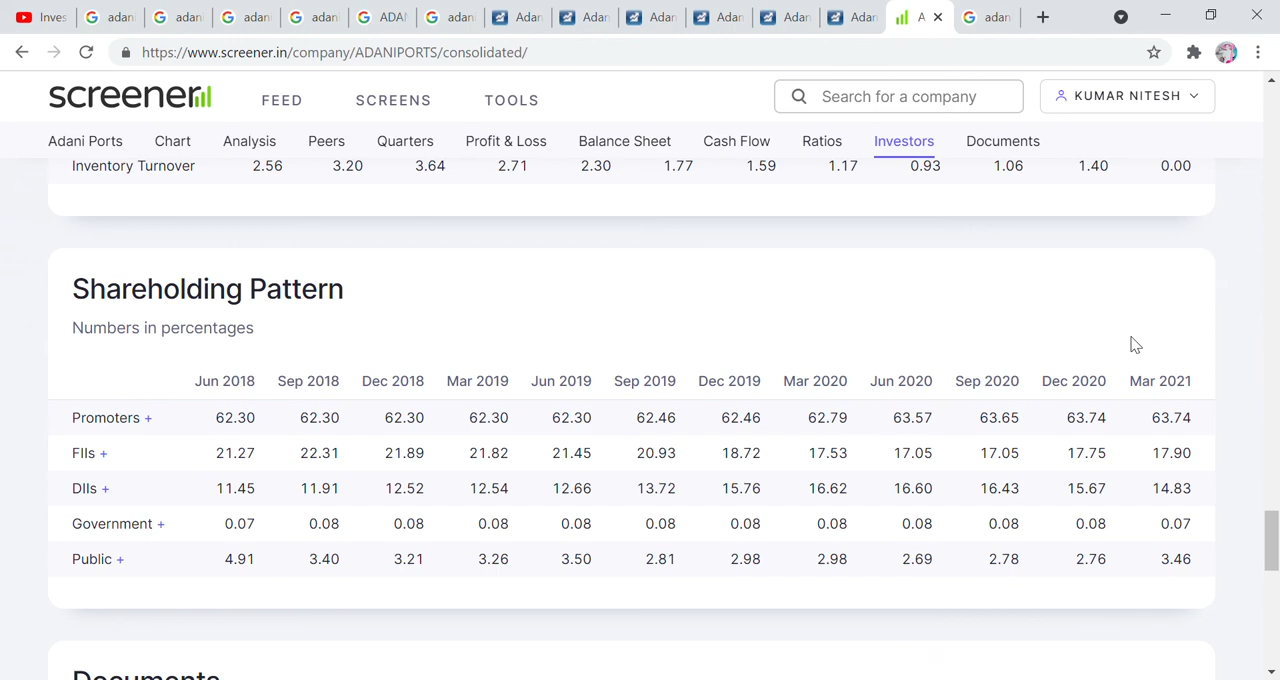 Inves adani adani adani adani ADAN adani Adan Adan Adan Adan Adan Adan A adan
https://www.screener.in/company/ADANIPORTS/consolidated/
screener FEED SCREENS TOOLS Search for a company KUMAR NITESH
Adani Ports Chart Analysis Peers Quarters Profit & Loss Balance Sheet Cash Flow Ratios Investors Documents
Inventory Turnover 2.56 3.20 3.64 2.71 2.30 1.77 1.59 1.17 0.93 1.06 1.40 0.00
Shareholding Pattern
Numbers in percentages
Jun 2018 Sep 2018 Dec 2018 Mar 2019 Jun 2019 Sep 2019 Dec 2019 Mar 2020 Jun 2020 Sep 2020 Dec 2020 Mar 2021
Promoters + 62.30 62.30 62.30 62.30 62.30 62.46 62.46 62.79 63.57 63.65 63.74 63.74
FIIs + 21.27 22.31 21.89 21.82 21.45 20.93 18.72 17.53 17.05 17.05 17.75 17.90
DIIs + 11.45 11.91 12.52 12.54 12.66 13.72 15.76 16.62 16.60 16.43 15.67 14.83
Government + 0.07 0.08 0.08 0.08 0.08 0.08 0.08 0.08 0.08 0.08 0.08 0.07
Public + 4.91 3.40 3.21 3.26 3.50 2.81 2.98 2.98 2.69 2.78 2.76 3.46
Documents